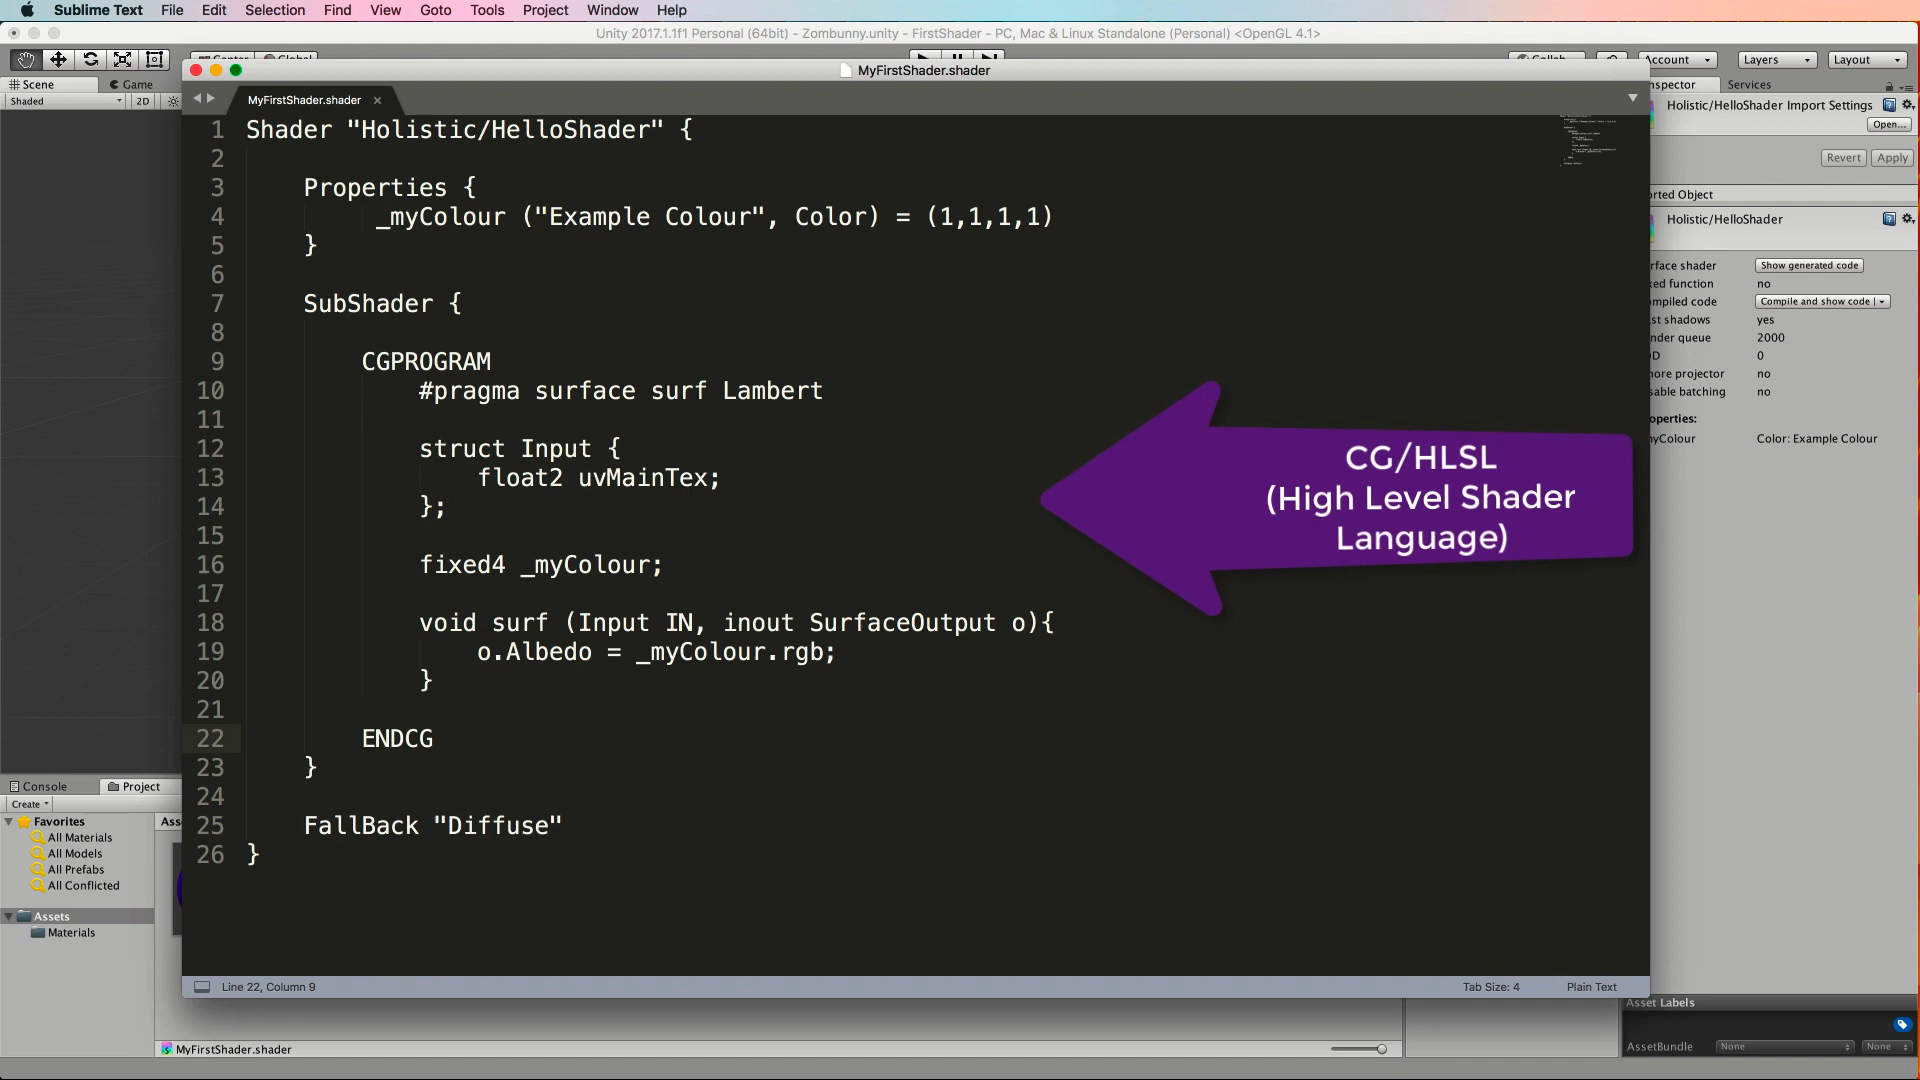 Sublime Text File Edit Selection Find View Goto Tools Project Window Help
Unity 2017.1.1f1 Personal (64bit) - Zombunny.unity - FirstShader - PC, Mac & Linux Standalone (Personal) <OpenGL 4.1>
Center Global Collab Account Layers Layout
MyFirstShader.shader
Scene Game
Shaded 2D
MyFirstShader.shader
Services
Holistic/HelloShader Import Settings
Open...
Revert Apply
Holistic/HelloShader
Show generated code
no
Compile and show code
yes
2000
0
no
no
Color: Example Colour
1 Shader "Holistic/HelloShader" {
2
3 Properties {
4 _myColour ("Example Colour", Color) = (1,1,1,1)
5 }
6
7 SubShader {
8
9 CGPROGRAM
10 #pragma surface surf Lambert
11
12 struct Input {
13 float2 uvMainTex;
14 };
15
16 fixed4 _myColour;
17
18 void surf (Input IN, inout SurfaceOutput o){
19 o.Albedo = _myColour.rgb;
20 }
21
22 ENDCG
23 }
24
25 FallBack "Diffuse"
26 }
CG/HLSL
(High Level Shader
Language)
Line 22, Column 9 Tab Size: 4 Plain Text
Console Project
Create
Favorites
All Materials
All Models
All Prefabs
All Conflicted
Assets
Materials
MyFirstShader.shader
Asset Labels
AssetBundle None None